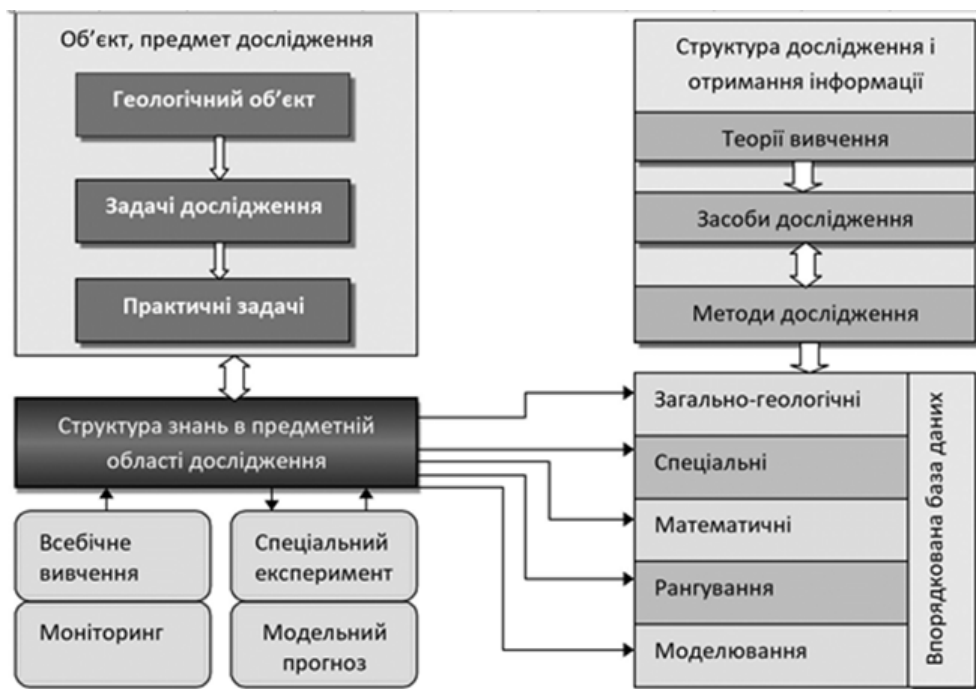 Об’єкт, предмет дослідження
Геологічний об’єкт
Задачі дослідження
Практичні задачі
Структура знань в предметній
області дослідження
Всебічне
вивчення
Моніторинг
Спеціальний
експеримент
Модельний
прогноз
Структура дослідження і
отримання інформації
Теорії вивчення
Засоби дослідження
Методи дослідження
Загально-геологічні
Спеціальні
Математичні
Рангування
Моделювання
Впорядкована база даних